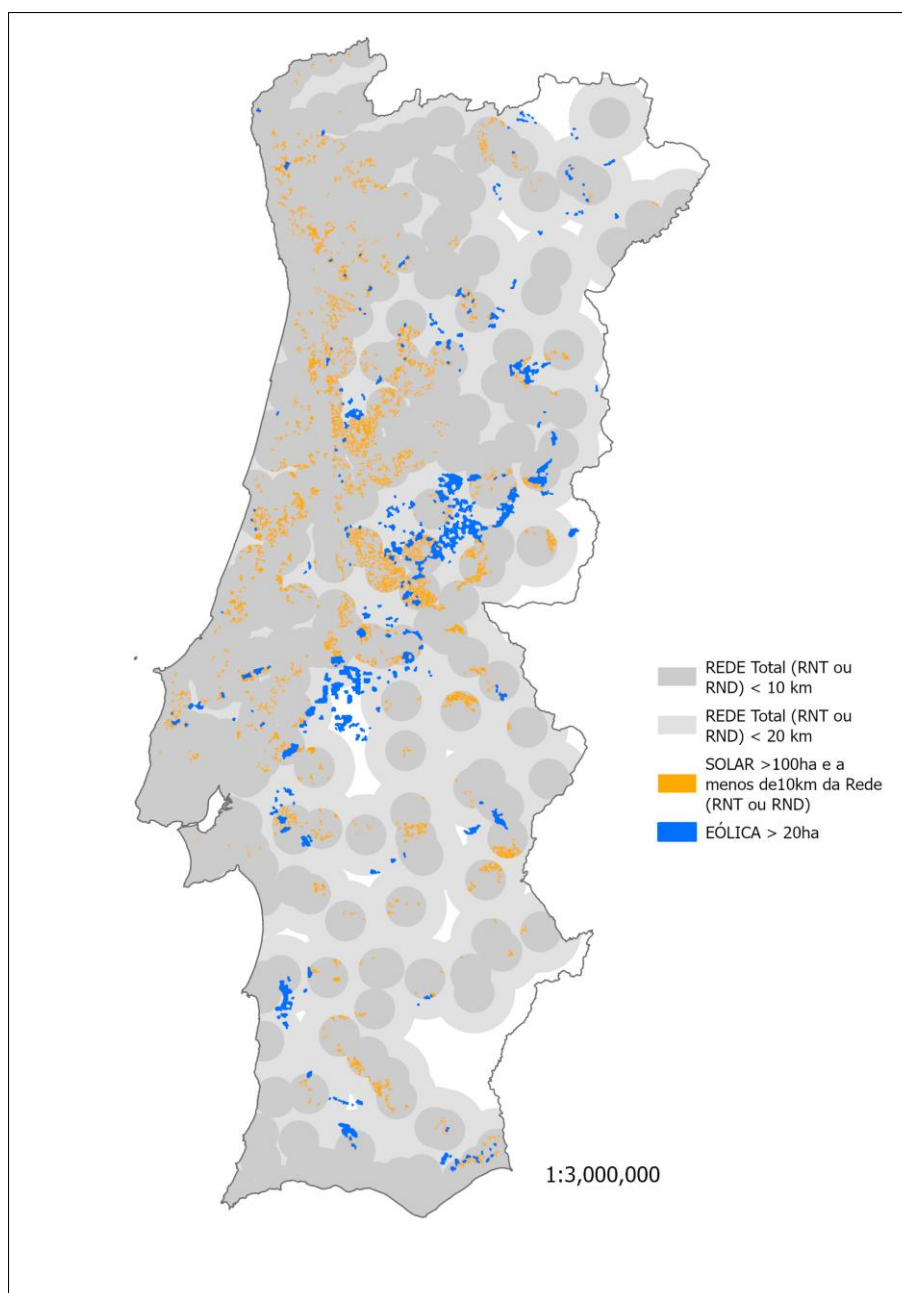 REDE Total (RNT ou
RND) < 10 km
REDE Total (RNT ou
RND) < 20 km
SOLAR >100ha e a
menos de10km da Rede
(RNT ou RND)
EÓLICA > 20ha
1:3,000,000